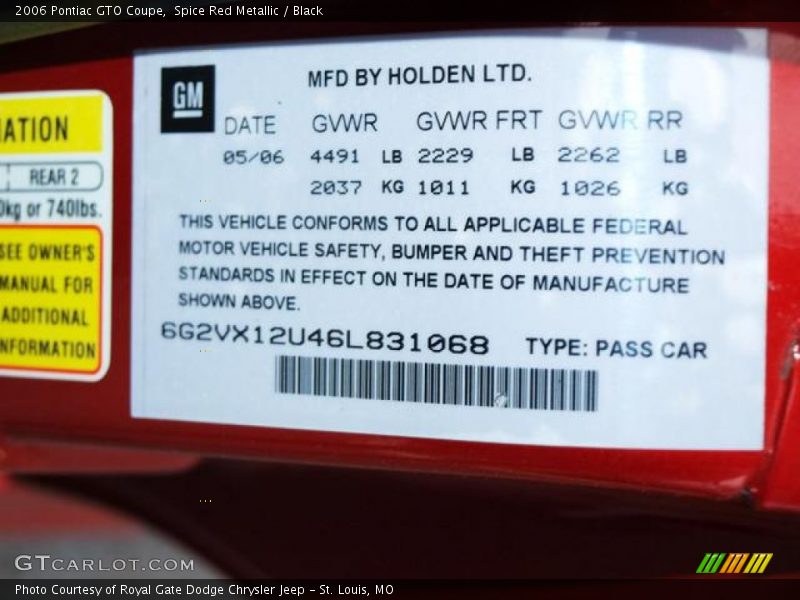 2006 Pontiac GTO Coupe,  Spice Red Metallic / Black
GM
MFD BY HOLDEN LTD.
DATE GVWR GVWR FRT GVWR RR
05/06 4491 LB 2229 LB 2262 LB
2037 KG 1011 KG 1026 KG
THIS VEHICLE CONFORMS TO ALL APPLICABLE FEDERAL
MOTOR VEHICLE SAFETY, BUMPER AND THEFT PREVENTION
STANDARDS IN EFFECT ON THE DATE OF MANUFACTURE
SHOWN ABOVE.
6G2VX12U46L831068 TYPE: PASS CAR
REAR 2
or 740lbs.
SEE OWNER'S
MANUAL FOR
ADDITIONAL
GTCARLOT.COM
Photo Courtesy of Royal Gate Dodge Chrysler Jeep - St. Louis, MO